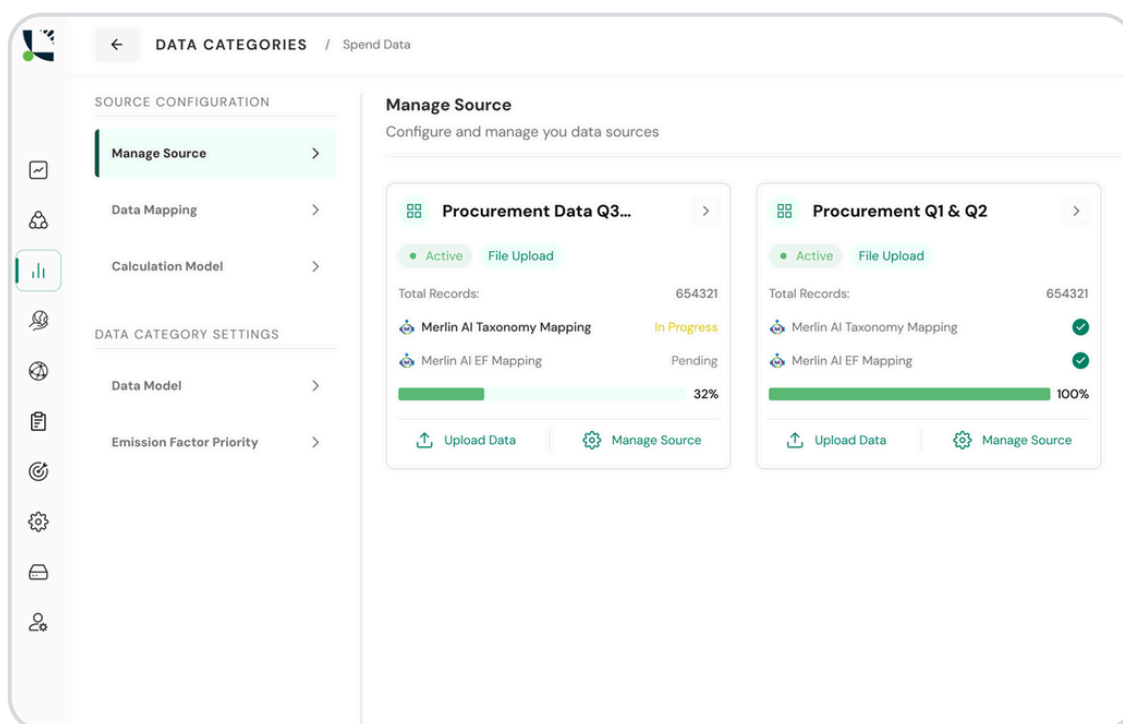 DATA CATEGORIES / Spend Data
SOURCE CONFIGURATION
Manage Source
Data Mapping
Calculation Model
DATA CATEGORY SETTINGS
Data Model
Emission Factor Priority
Manage Source
Configure and manage you data sources
Procurement Data Q3...
Active File Upload
Total Records: 654321
Merlin AI Taxonomy Mapping In Progress
Merlin AI EF Mapping Pending
32%
Upload Data Manage Source
Procurement Q1 & Q2
Active File Upload
Total Records: 654321
Merlin AI Taxonomy Mapping
Merlin AI EF Mapping
100%
Upload Data Manage Source